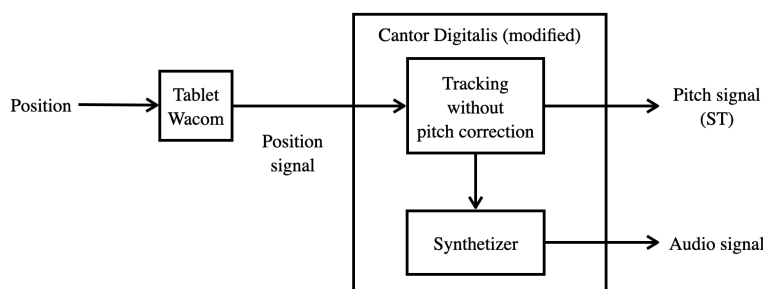 Cantor Digitalis (modified)
Position
Tablet
Wacom
Position
signal
Tracking
without
pitch correction
Pitch signal
(ST)
Synthetizer
Audio signal